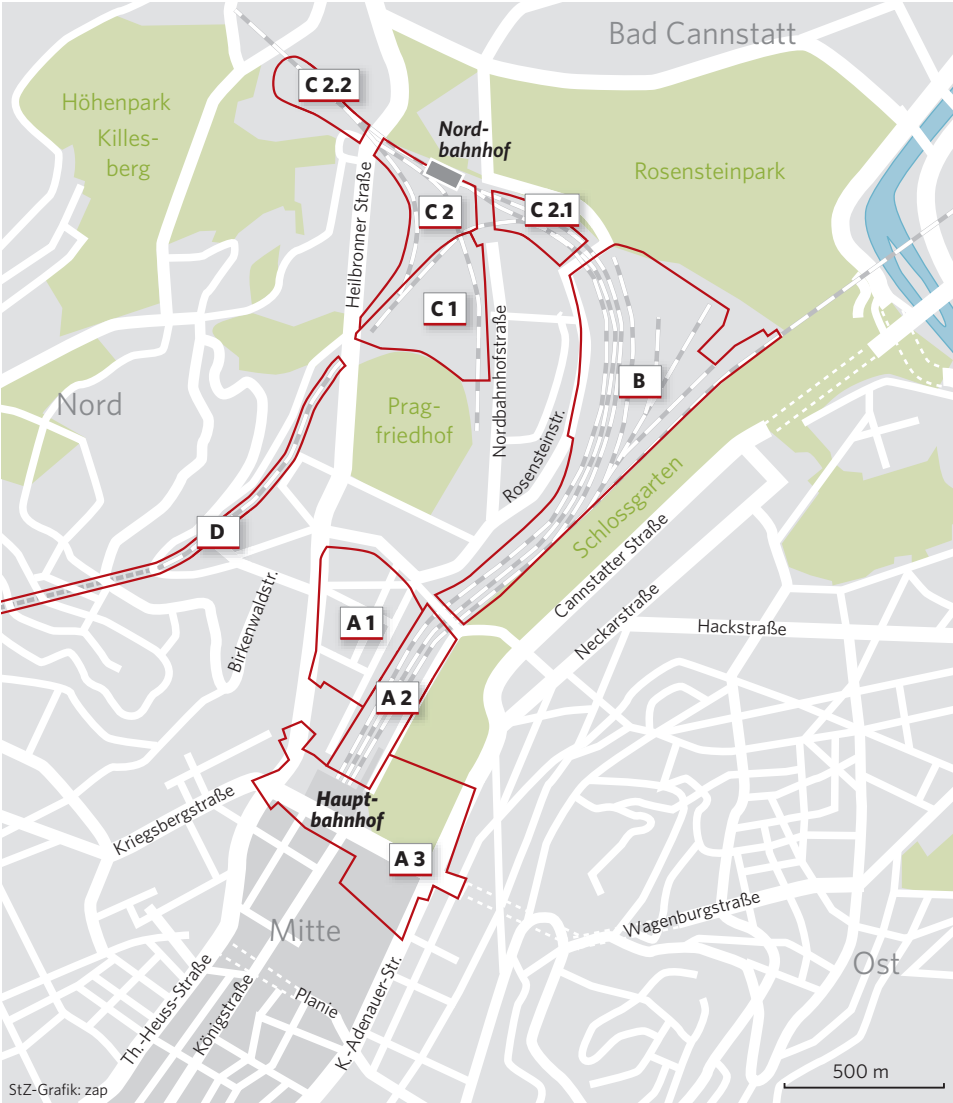 Bad Cannstatt
C 2.2
Höhenpark
Killes-
berg
Nord-
bahnhof
Rosensteinpark
C 2
C 2.1
Heilbronner Straße
C 1
Nordbahnhofstraße
B
Nord
Prag-
friedhof
Rosensteinstr.
Schlossgarten
D
Cannstatter Straße
Neckarstraße
Birkenwaldstr.
A 1
Hackstraße
A 2
Haupt-
bahnhof
Kriegsbergstraße
A 3
Mitte
Wagenburgstraße
Ost
Th.-Heuss-Straße
Königstraße
Planie
K.-Adenauer-Str.
500 m
StZ-Grafik: zap